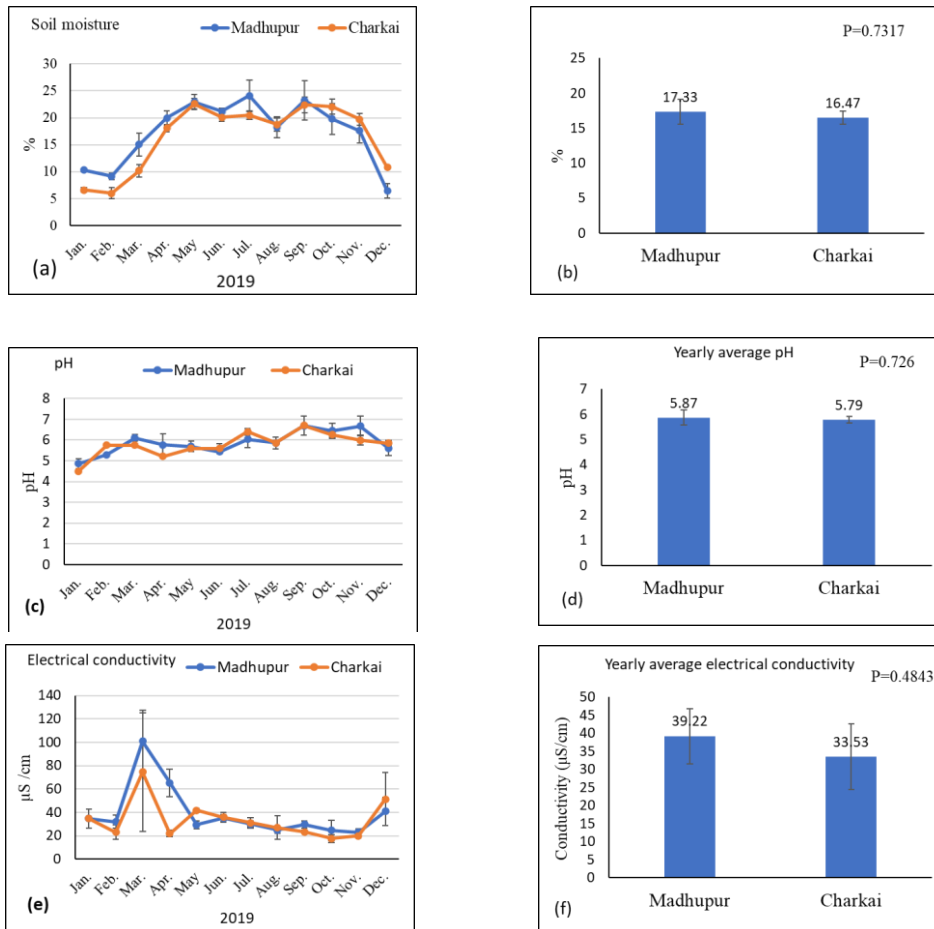 Soil moisture
Madhupur Charkai
30
25
20
15
10
5
0
%
Jan. Feb. Mar. Apr. May Jun. Jul. Aug. Sep. Oct. Nov. Dec.
2019
(a)
P=0.7317
25
20
15
10
5
0
%
17.33 16.47
Madhupur Charkai
(b)
pH
Madhupur Charkai
8
7
6
5
4
3
2
1
0
pH
Jan. Feb. Mar. Apr. May Jun. Jul. Aug. Sep. Oct. Nov. Dec.
2019
(c)
Yearly average pH
P=0.726
7
6
5
4
3
2
1
0
pH
5.87 5.79
Madhupur Charkai
(d)
Electrical conductivity
Madhupur Charkai
140
120
100
80
60
40
20
0
µS /cm
Jan. Feb. Mar. Apr. May Jun. Jul. Aug. Sep. Oct. Nov. Dec.
2019
(e)
Yearly average electrical conductivity
P=0.4843
50
45
40
35
30
25
20
15
10
5
0
Conductivity (µS/cm)
39.22 33.53
Madhupur Charkai
(f)